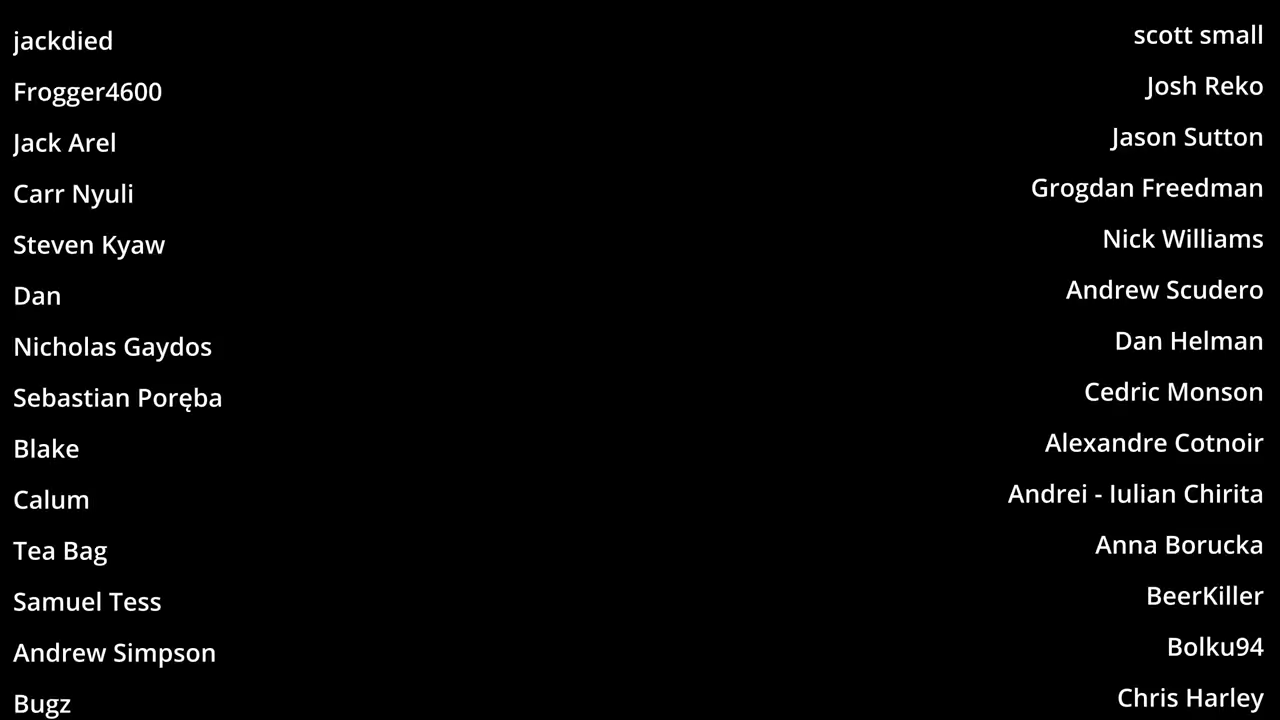 jackdied
Frogger4600
Jack Arel
Carr Nyuli
Steven Kyaw
Dan
Nicholas Gaydos
Sebastian Poręba
Blake
Calum
Tea Bag
Samuel Tess
Andrew Simpson
Bugz
scott small
Josh Reko
Jason Sutton
Grogdan Freedman
Nick Williams
Andrew Scudero
Dan Helman
Cedric Monson
Alexandre Cotnoir
Andrei - Iulian Chirita
Anna Borucka
BeerKiller
Bolku94
Chris Harley